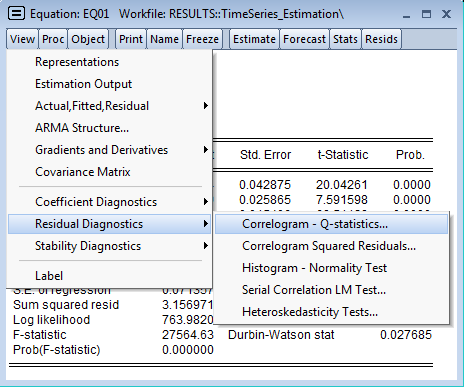 Equation: EQ01 Workfile: RESULTS::TimeSeries_Estimation\
View Proc Object Print Name Freeze Estimate Forecast Stats Resids
Representations
Estimation Output
Actual,Fitted,Residual
ARMA Structure...
Gradients and Derivatives
Covariance Matrix
Coefficient Diagnostics
Residual Diagnostics
Stability Diagnostics
Label
Std. Error t-Statistic Prob.
0.042875 20.04261 0.0000
0.025865 7.591598 0.0000
Correlogram - Q-statistics...
Correlogram Squared Residuals...
Histogram - Normality Test
Serial Correlation LM Test...
Heteroskedasticity Tests...
S.E. of regression 0.071357
Sum squared resid 3.156971
Log likelihood 763.9820
F-statistic 27564.63 Durbin-Watson stat 0.027685
Prob(F-statistic) 0.000000